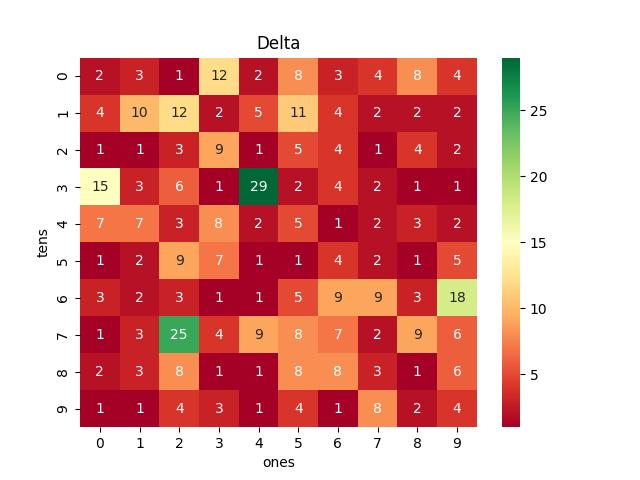 Delta
0 2 3 1 12 2 8 3 4 8 4
1 4 10 12 2 5 11 4 2 2 2
2 1 1 3 9 1 5 4 1 4 2
3 15 3 6 1 29 2 4 2 1 1
4 7 7 3 8 2 5 1 2 3 2
5 1 2 9 7 1 1 4 2 1 5
6 3 2 3 1 1 5 9 9 3 18
7 1 3 25 4 9 8 7 2 9 6
8 2 3 8 1 1 8 8 3 1 6
9 1 1 4 3 1 4 1 8 2 4
0 1 2 3 4 5 6 7 8 9
tens
ones
25
20
15
10
5